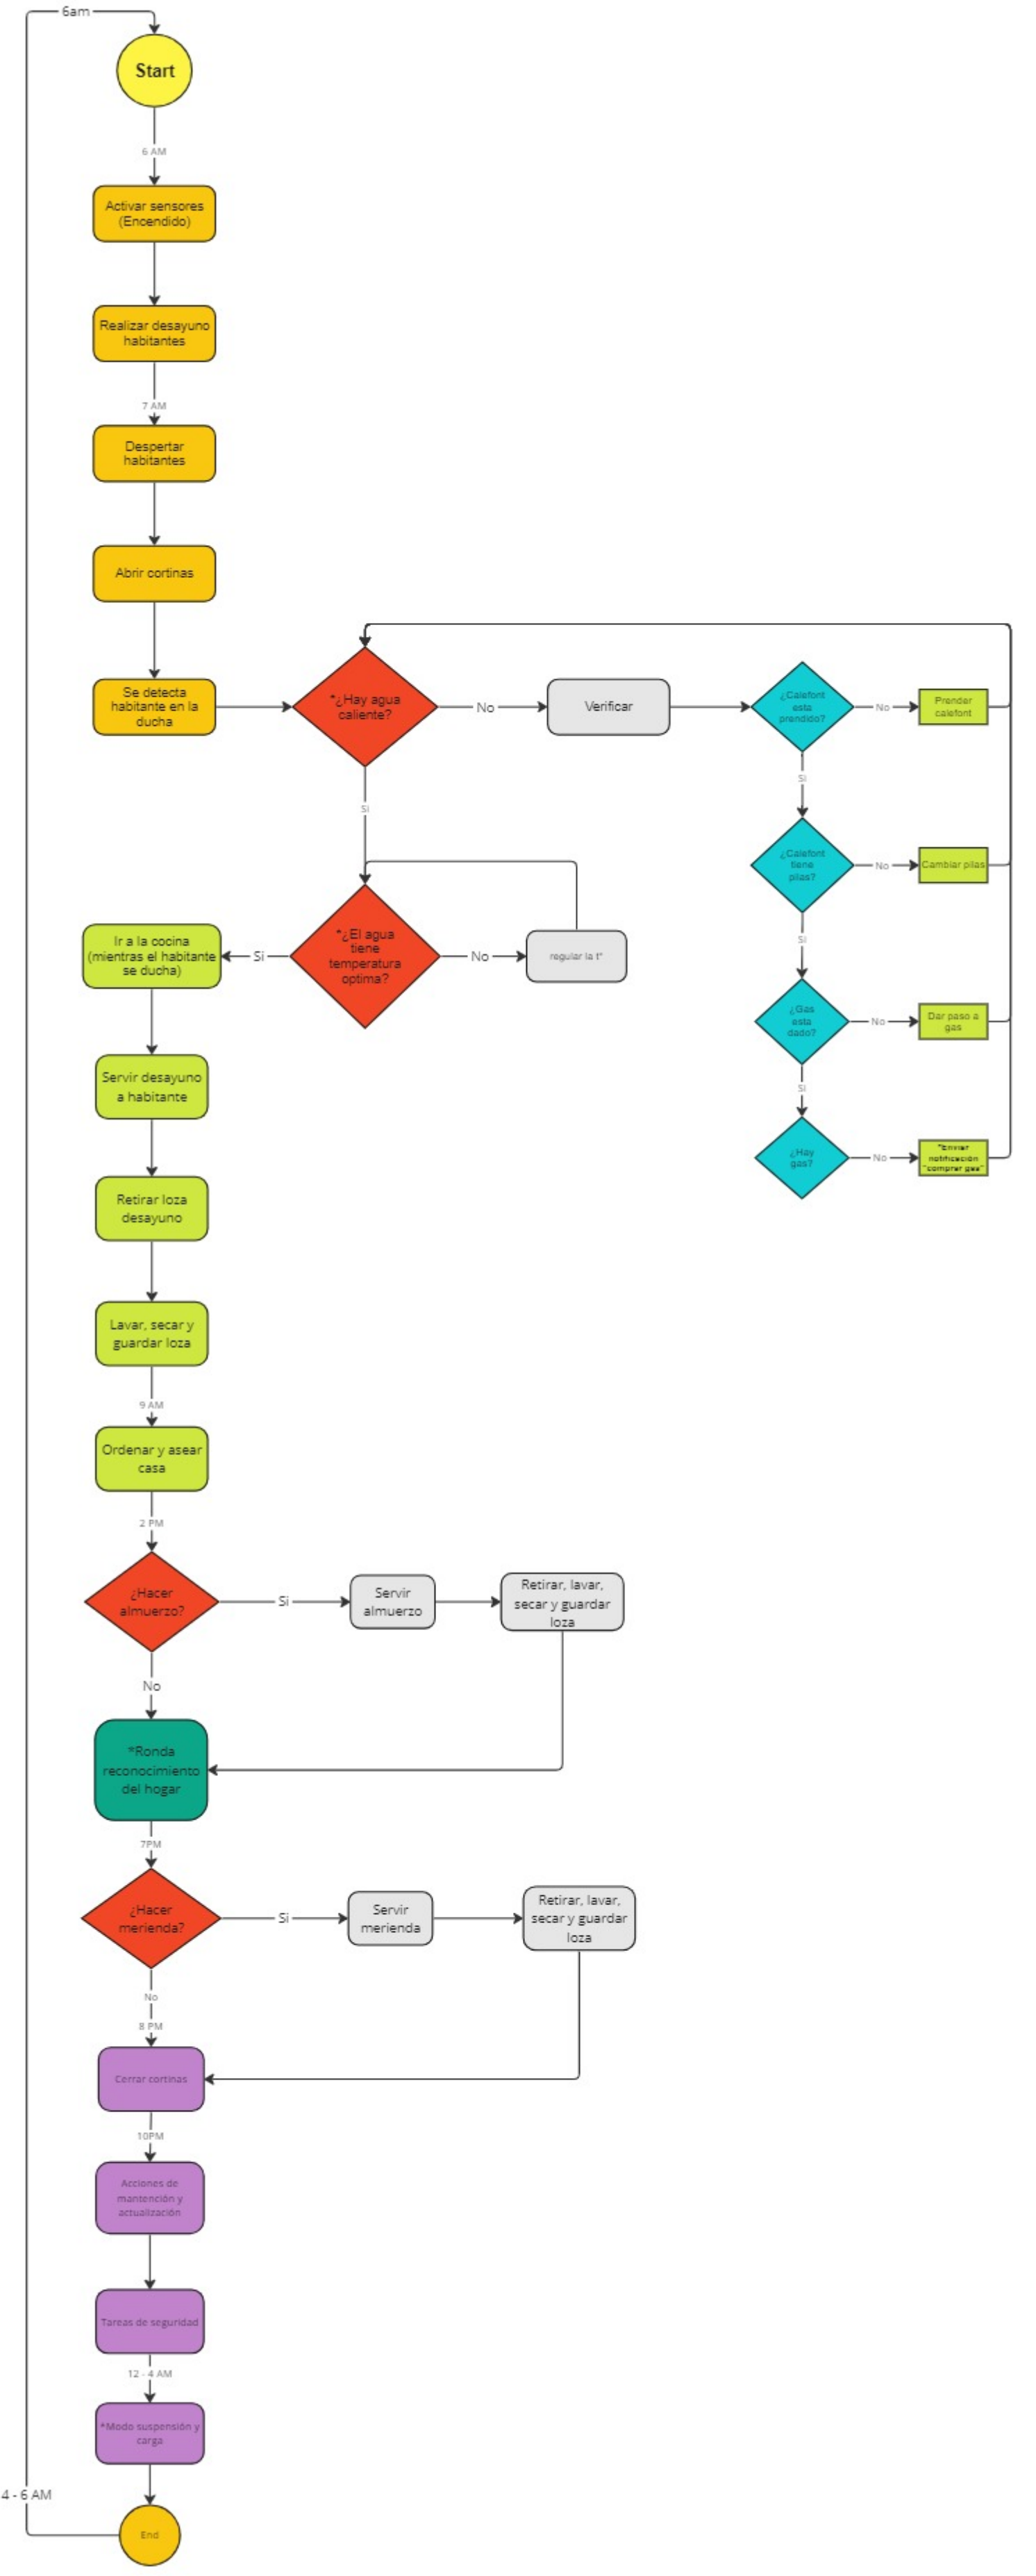 6am
Start
6 AM
Activar sensores
(Encendido)
Realizar desayuno
habitantes
7 AM
Despertar
habitantes
Abrir cortinas
Se detecta
habitante en la
ducha
*¿Hay agua
caliente?
No
Verificar
¿Calefont
esta
prendido?
No
Prender
calefont
Si
Si
¿Calefont
tiene
pilas?
No
Cambiar pilas
Ir a la cocina
(mientras el habitante
se ducha)
Si
*¿El agua
tiene
temperatura
optima?
No
regular la t°
Si
¿Gas
esta
dado?
No
Dar paso a
gas
Servir desayuno
a habitante
Si
¿Hay
gas?
No
*Enviar
notificación
"comprar gas"
Retirar loza
desayuno
Lavar, secar y
guardar loza
9 AM
Ordenar y asear
casa
2 PM
¿Hacer
almuerzo?
Si
Servir
almuerzo
Retirar, lavar,
secar y guardar
loza
No
*Ronda
reconocimiento
del hogar
7PM
¿Hacer
merienda?
Si
Servir
merienda
Retirar, lavar,
secar y guardar
loza
No
8 PM
Cerrar cortinas
10PM
Acciones de
mantención y
actualización
Tareas de seguridad
12 - 4 AM
*Modo suspensión y
carga
4 - 6 AM
End